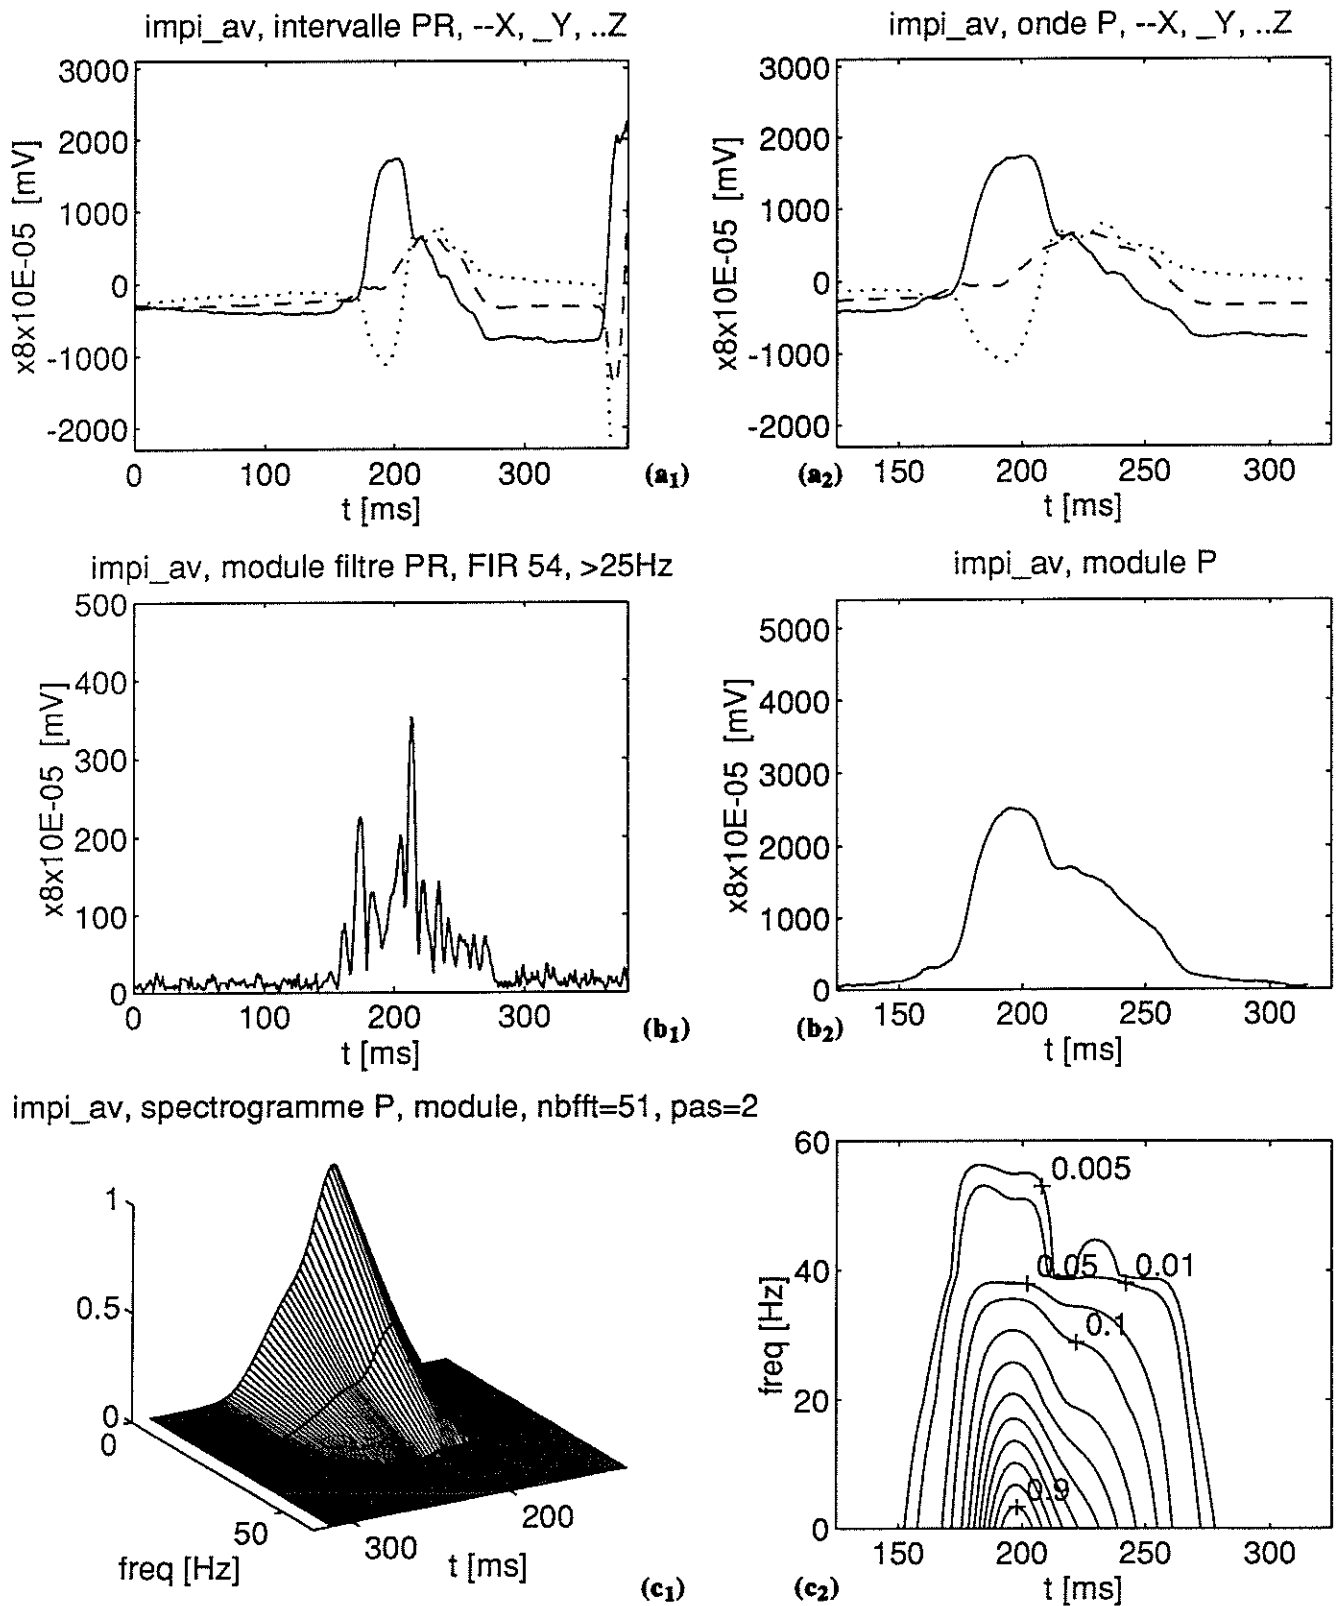 impi_av, intervalle PR, --X, _Y, ..Z
3000
2000
1000
0
-1000
-2000
x8x10E-05 [mV]
0
100
200
300
t [ms]
(a1)
impi_av, onde P, --X, _Y, ..Z
3000
2000
1000
0
-1000
-2000
x8x10E-05 [mV]
150
200
250
300
t [ms]
(a2)
impi_av, module filtre PR, FIR 54, >25Hz
500
400
300
200
100
0
x8x10E-05 [mV]
0
100
200
300
t [ms]
(b1)
impi_av, module P
5000
4000
3000
2000
1000
0
x8x10E-05 [mV]
150
200
250
300
t [ms]
(b2)
impi_av, spectrogramme P, module, nbfft=51, pas=2
1
0.5
0
0
50
freq [Hz]
300
200
t [ms]
(c1)
60
40
20
0
freq [Hz]
0.005
0.05
0.01
0.1
0.9
150
200
250
300
t [ms]
(c2)